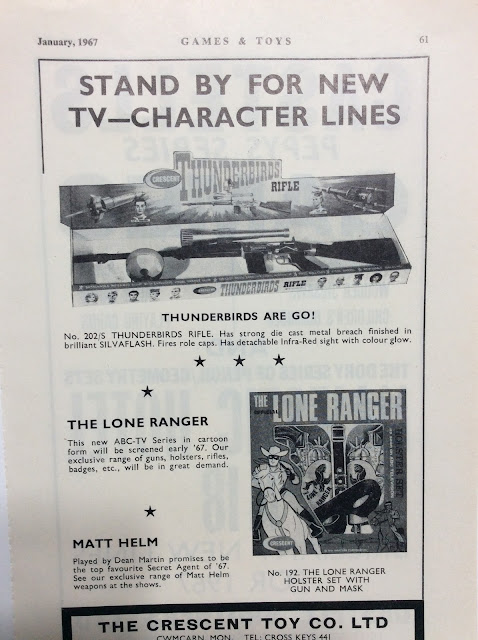 January, 1967 GAMES & TOYS 61
STAND BY FOR NEW
TV—CHARACTER LINES
CRESCENT THUNDERBIRDS
RIFLE
THUNDERBIRDS RIFLE
THUNDERBIRDS ARE GO!
No. 202/S THUNDERBIRDS RIFLE. Has strong die cast metal breach finished in
brilliant SILVAFLASH. Fires role caps. Has detachable Infra-Red sight with colour glow.
THE LONE RANGER
This new ABC-TV Series in cartoon
form will be screened early '67. Our
exclusive range of guns, holsters, rifles,
badges, etc., will be in great demand.
THE OFFICIAL LONE RANGER
HOLSTER SET
LONE RANGER
CRESCENT
MATT HELM
Played by Dean Martin promises to be
the top favourite Secret Agent of '67.
See our exclusive range of Matt Helm
weapons at the shows.
No. 192. THE LONE RANGER
HOLSTER SET WITH
GUN AND MASK
THE CRESCENT TOY CO. LTD
CWMCARN, MON. TEL: CROSS KEYS 441